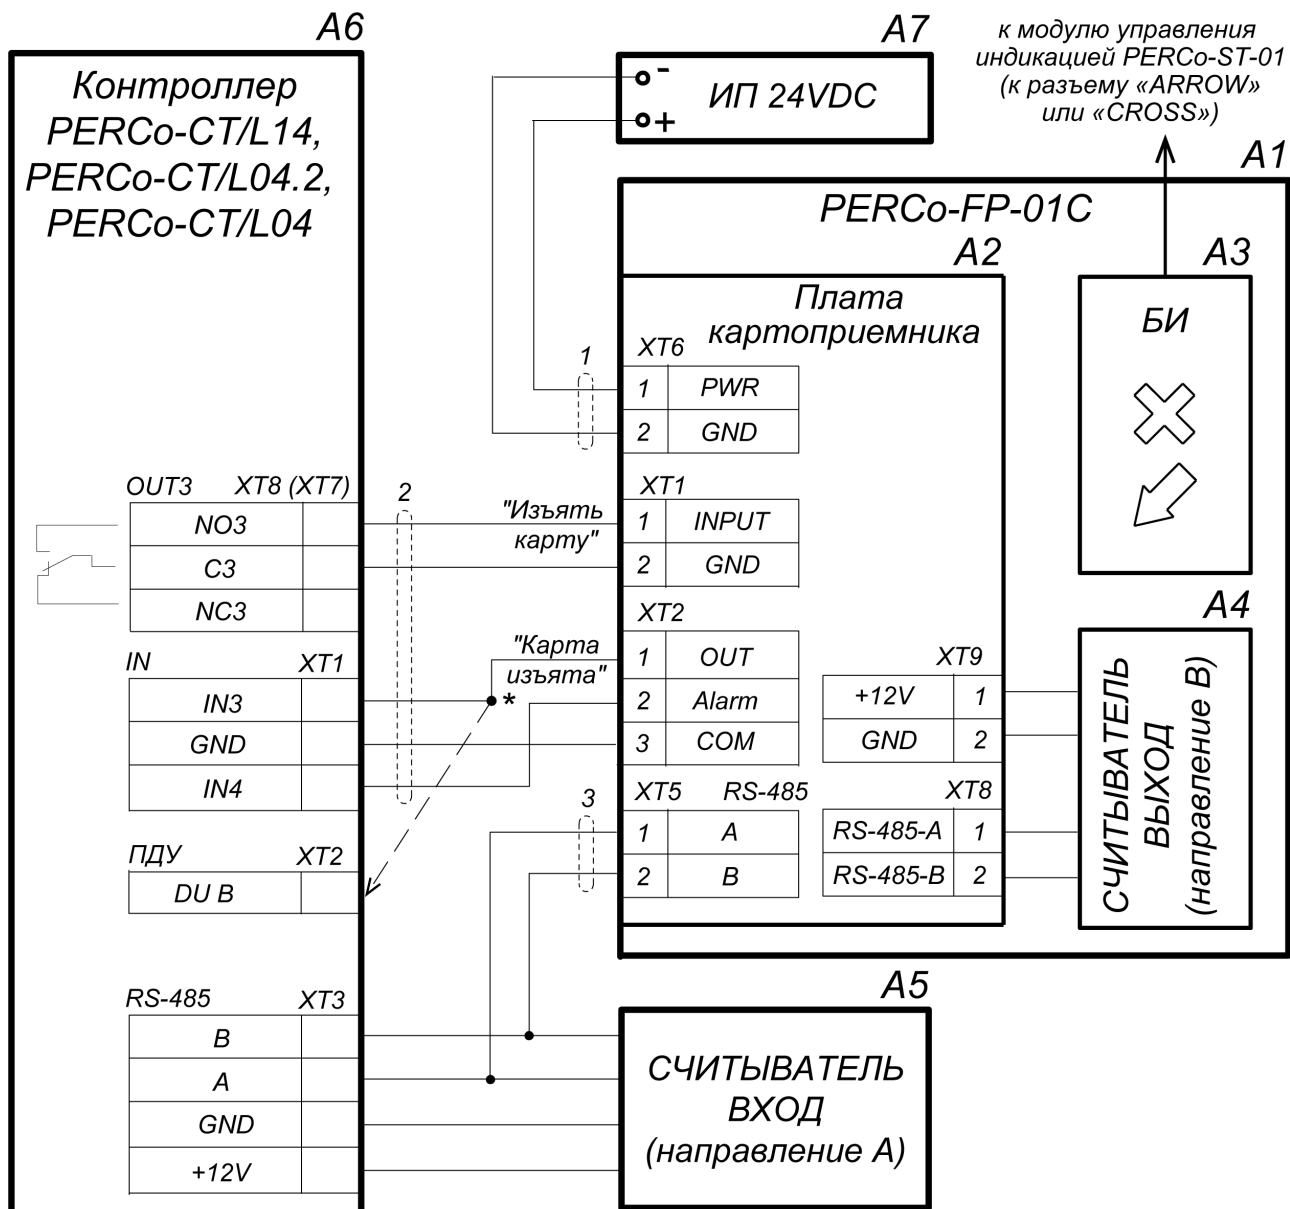 A6
Контроллер
PERCo-CT/L14,
PERCo-CT/L04.2,
PERCo-CT/L04
A7
- ИП 24VDC
+
к модулю управления
индикацией PERCo-ST-01
(к разъему «ARROW»
или «CROSS»)
A1
PERCo-FP-01C
A2
Плата
картоприемника
A3
БИ
1
XT6
1 PWR
2 GND
OUT3 XT8 (XT7)
NO3
C3
NC3
2
"Изъять
карту"
XT1
1 INPUT
2 GND
IN XT1
IN3
GND
IN4
"Карта
изъята"
*
XT2
1 OUT
2 Alarm
3 COM
XT9
+12V 1
GND 2
A4
СЧИТЫВАТЕЛЬ
ВЫХОД
(направление B)
ПДУ XT2
DU B
3
XT5 RS-485
1 A
2 B
XT8
RS-485-A 1
RS-485-B 2
RS-485 XT3
B
A
GND
+12V
A5
СЧИТЫВАТЕЛЬ
ВХОД
(направление A)